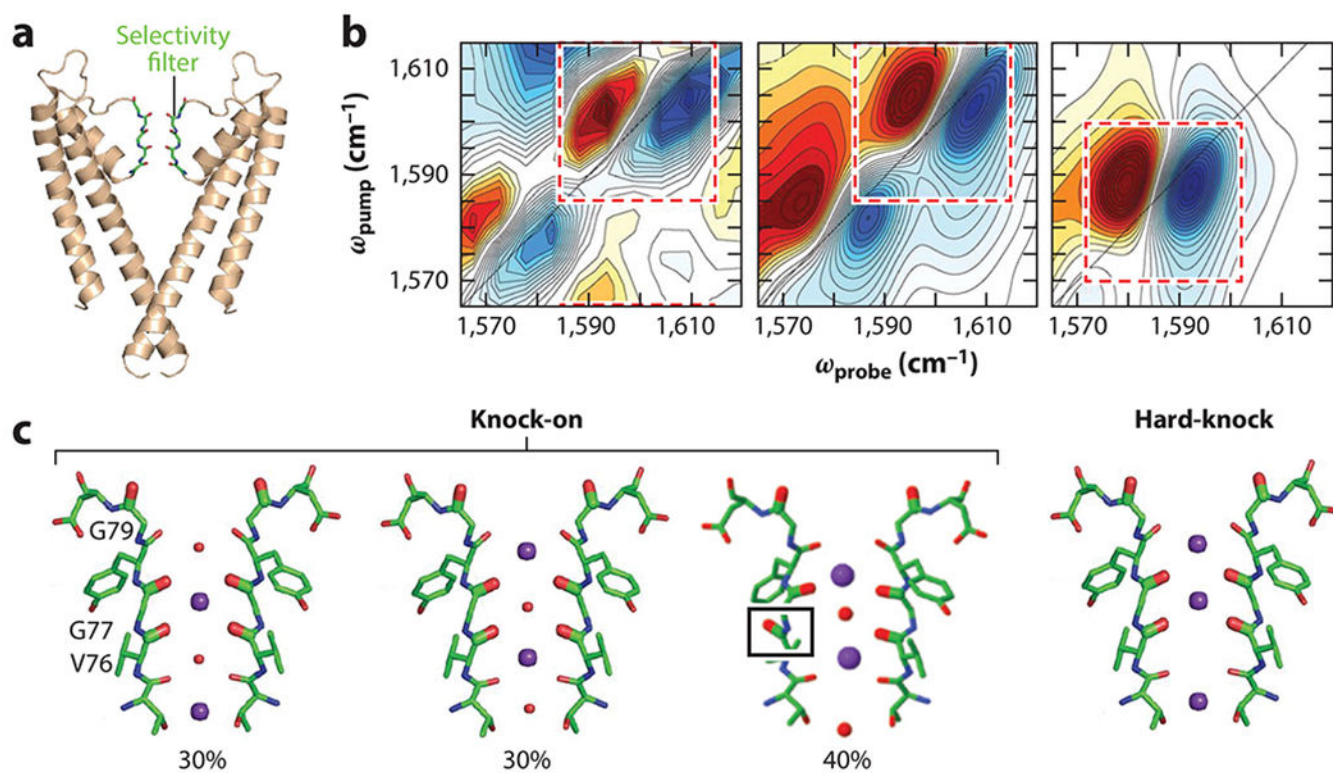 a
Selectivity
filter
b
ω_pump (cm⁻¹)
1,610
1,590
1,570
1,570 1,590 1,610 1,570 1,590 1,610 1,570 1,590 1,610
ω_probe (cm⁻¹)
c
Knock-on
Hard-knock
G79
G77
V76
30% 30% 40%